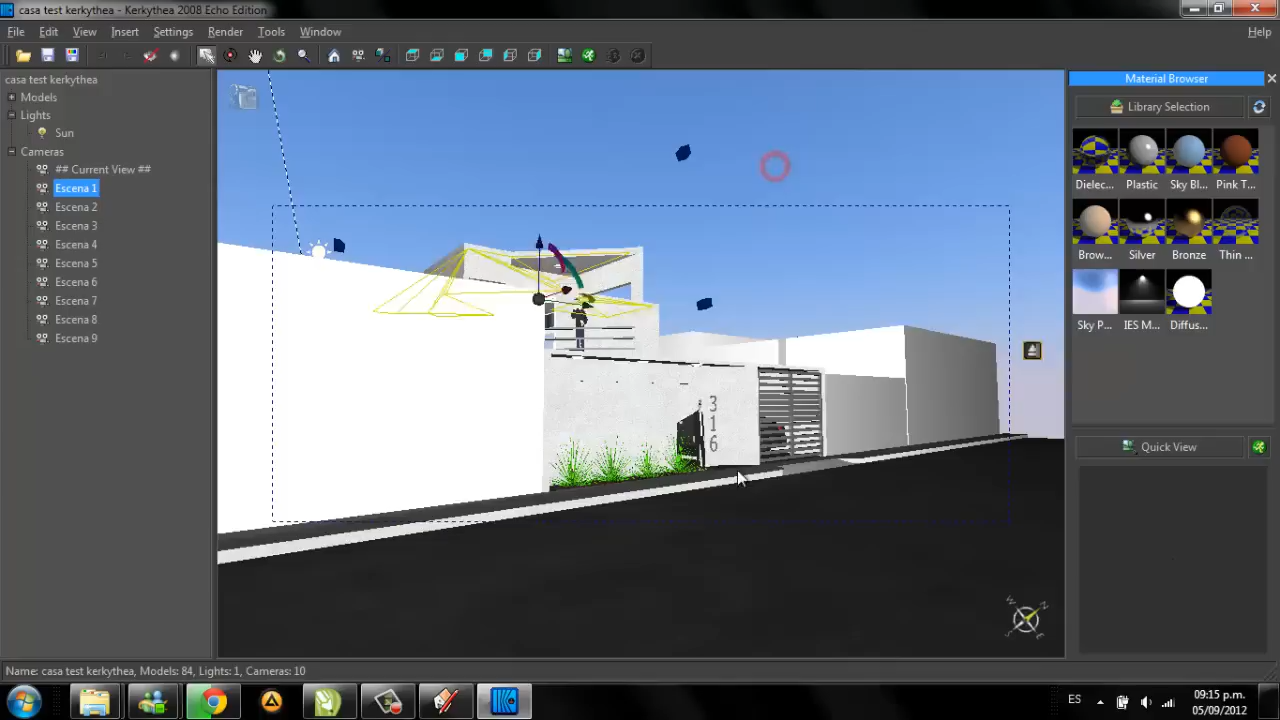 casa test kerkythea - Kerkythea 2008 Echo Edition
File Edit View Insert Settings Render Tools Window Help
casa test kerkythea
Models
Lights
Sun
Cameras
## Current View ##
Escena 1
Escena 2
Escena 3
Escena 4
Escena 5
Escena 6
Escena 7
Escena 8
Escena 9
3
1
6
Material Browser
Library Selection
Dielec... Plastic Sky Bl... Pink T...
Brow... Silver Bronze Thin ...
Sky P... IES M... Diffus...
Quick View
Name: casa test kerkythea, Models: 84, Lights: 1, Cameras: 10
ES
09:15 p.m.
05/09/2012